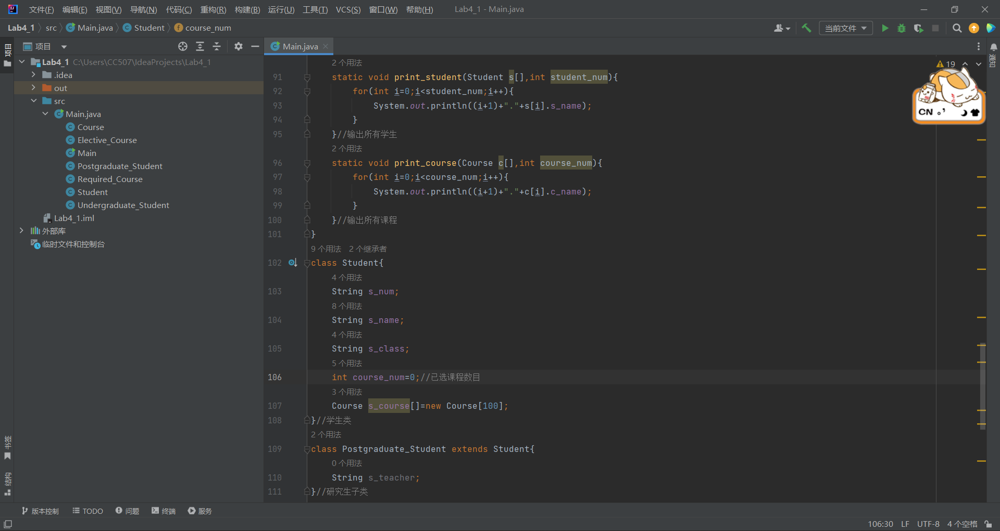 文件(F) 编辑(E) 视图(V) 导航(N) 代码(C) 重构(R) 构建(B) 运行(U) 工具(T) VCS(S) 窗口(W) 帮助(H) Lab4_1 - Main.java
Lab4_1 src Main.java Student course_num
当前文件
项目
Main.java
项目
Lab4_1 C:\Users\CC507\IdeaProjects\Lab4_1
.idea
out
src
Main.java
Course
Elective_Course
Main
Postgraduate_Student
Required_Course
Student
Undergraduate_Student
Lab4_1.iml
外部库
临时文件和控制台
书签
结构
2 个用法
91 static void print_student(Student s[],int student_num){
92 for(int i=0;i<student_num;i++){
93 System.out.println((i+1)+"."+s[i].s_name);
94 }
95 }//输出所有学生
2 个用法
96 static void print_course(Course c[],int course_num){
97 for(int i=0;i<course_num;i++){
98 System.out.println((i+1)+"."+c[i].c_name);
99 }
100 }//输出所有课程
101 }
9 个用法 2 个继承者
102 class Student{
4 个用法
103 String s_num;
8 个用法
104 String s_name;
4 个用法
105 String s_class;
5 个用法
106 int course_num=0;//已选课程数目
3 个用法
107 Course s_course[]=new Course[100];
108 }//学生类
2 个用法
109 class Postgraduate_Student extends Student{
0 个用法
110 String s_teacher;
111 }//研究生子类
19
CN 。’
通知
版本控制 TODO 问题 终端 服务
106:30 LF UTF-8 4 个空格